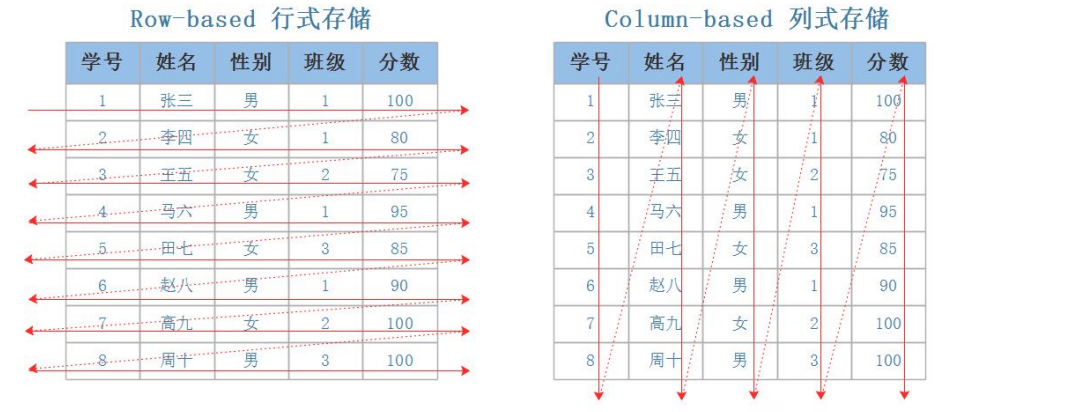 Row-based 行式存储
学号 姓名 性别 班级 分数
1 张三 男 1 100
2 李四 女 1 80
3 王五 女 2 75
4 马六 男 1 95
5 田七 女 3 85
6 赵八 男 1 90
7 高九 女 2 100
8 周十 男 3 100
Column-based 列式存储
学号 姓名 性别 班级 分数
1 张三 男 1 100
2 李四 女 1 80
3 王五 女 2 75
4 马六 男 1 95
5 田七 女 3 85
6 赵八 男 1 90
7 高九 女 2 100
8 周十 男 3 100